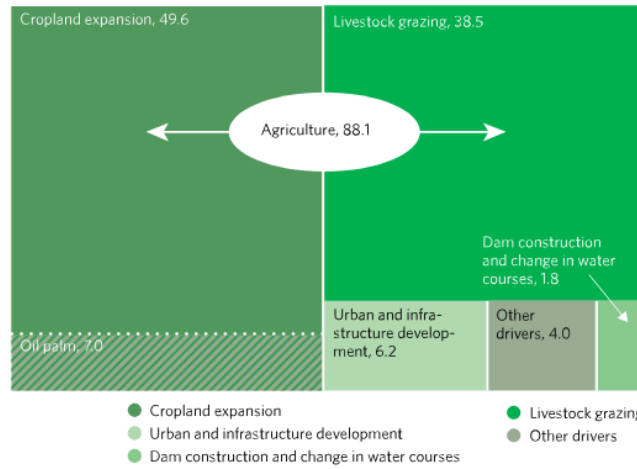 Cropland expansion, 49.6
Livestock grazing, 38.5
Agriculture, 88.1
Dam construction
and change in water
courses, 1.8
Oil palm, 7.0
Urban and infra-
structure develop-
ment, 6.2
Other
drivers, 4.0
Cropland expansion
Livestock grazing
Urban and infrastructure development
Other drivers
Dam construction and change in water courses